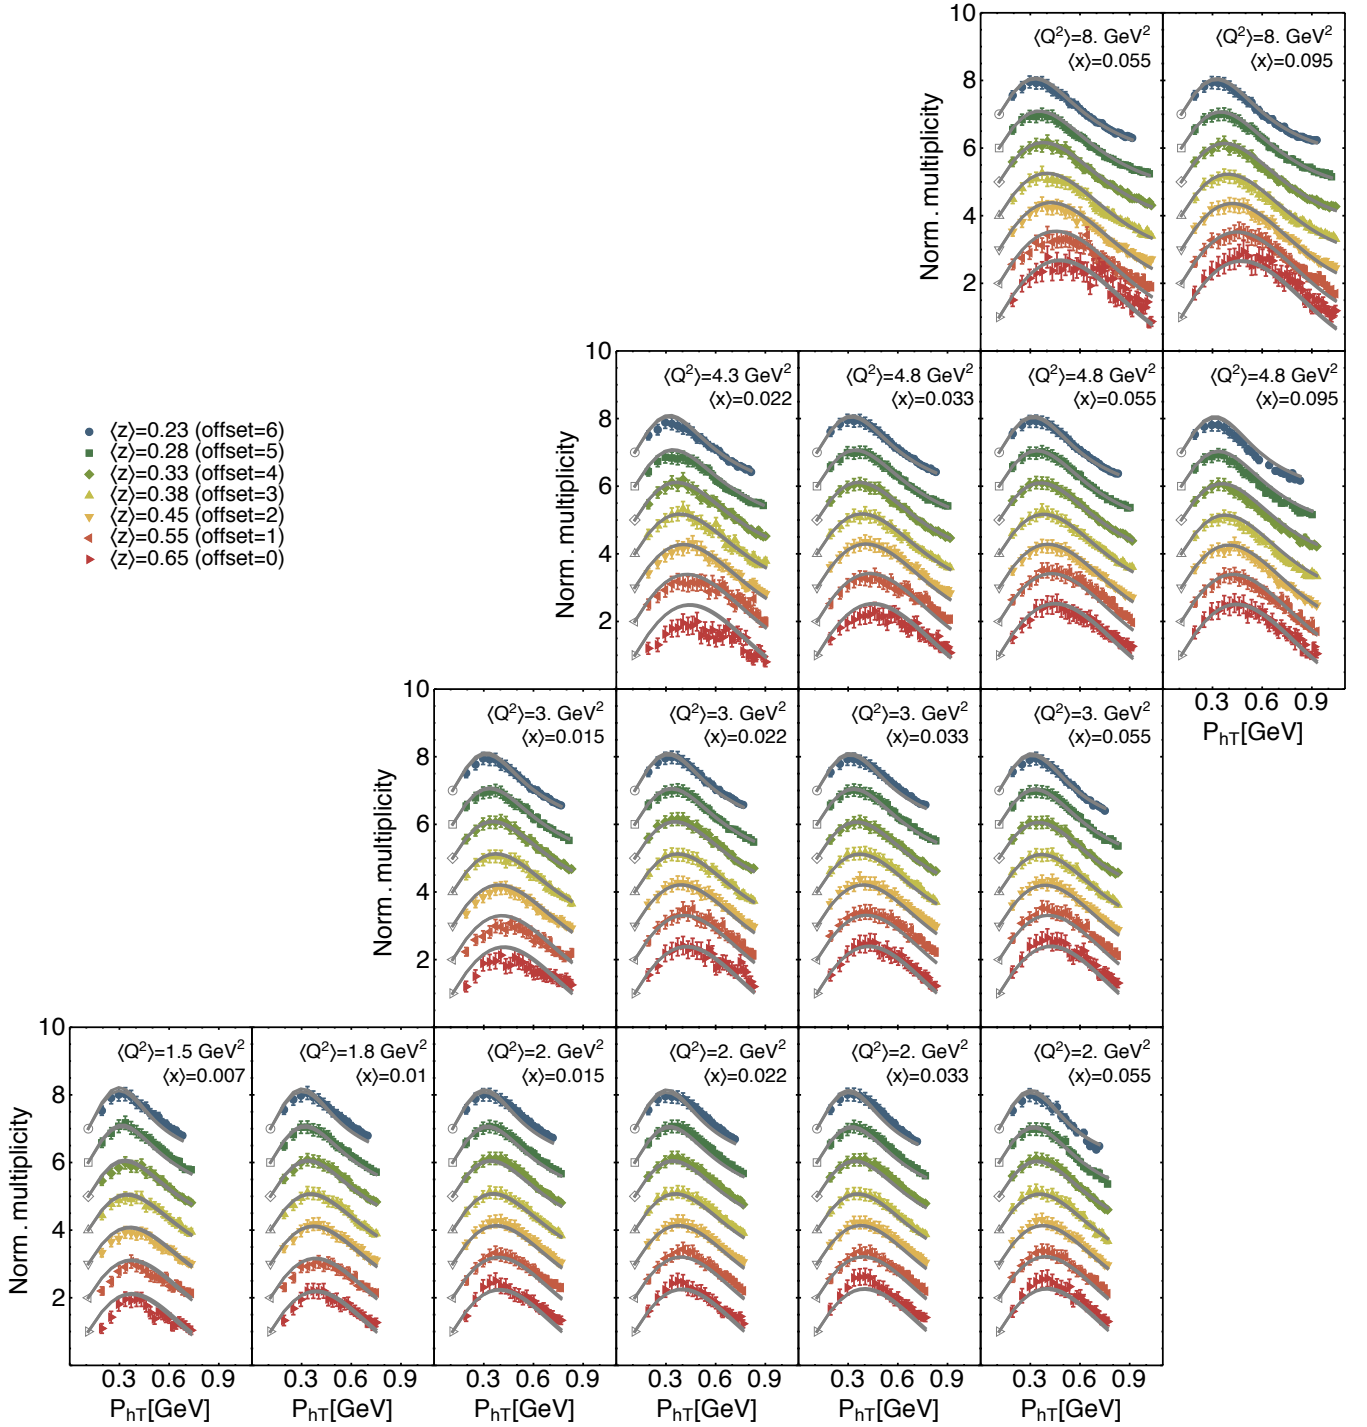 10
8
6
4
2
Norm. multiplicity
⟨Q²⟩=8. GeV²
⟨x⟩=0.055
⟨Q²⟩=8. GeV²
⟨x⟩=0.095
10
8
6
4
2
Norm. multiplicity
⟨Q²⟩=4.3 GeV²
⟨x⟩=0.022
⟨Q²⟩=4.8 GeV²
⟨x⟩=0.033
⟨Q²⟩=4.8 GeV²
⟨x⟩=0.055
⟨Q²⟩=4.8 GeV²
⟨x⟩=0.095
0.3 0.6 0.9
P_hT[GeV]
⟨z⟩=0.23 (offset=6)
⟨z⟩=0.28 (offset=5)
⟨z⟩=0.33 (offset=4)
⟨z⟩=0.38 (offset=3)
⟨z⟩=0.45 (offset=2)
⟨z⟩=0.55 (offset=1)
⟨z⟩=0.65 (offset=0)
10
8
6
4
2
Norm. multiplicity
⟨Q²⟩=3. GeV²
⟨x⟩=0.015
⟨Q²⟩=3. GeV²
⟨x⟩=0.022
⟨Q²⟩=3. GeV²
⟨x⟩=0.033
⟨Q²⟩=3. GeV²
⟨x⟩=0.055
10
8
6
4
2
Norm. multiplicity
⟨Q²⟩=1.5 GeV²
⟨x⟩=0.007
⟨Q²⟩=1.8 GeV²
⟨x⟩=0.01
⟨Q²⟩=2. GeV²
⟨x⟩=0.015
⟨Q²⟩=2. GeV²
⟨x⟩=0.022
⟨Q²⟩=2. GeV²
⟨x⟩=0.033
⟨Q²⟩=2. GeV²
⟨x⟩=0.055
0.3 0.6 0.9
P_hT[GeV]
0.3 0.6 0.9
P_hT[GeV]
0.3 0.6 0.9
P_hT[GeV]
0.3 0.6 0.9
P_hT[GeV]
0.3 0.6 0.9
P_hT[GeV]
0.3 0.6 0.9
P_hT[GeV]